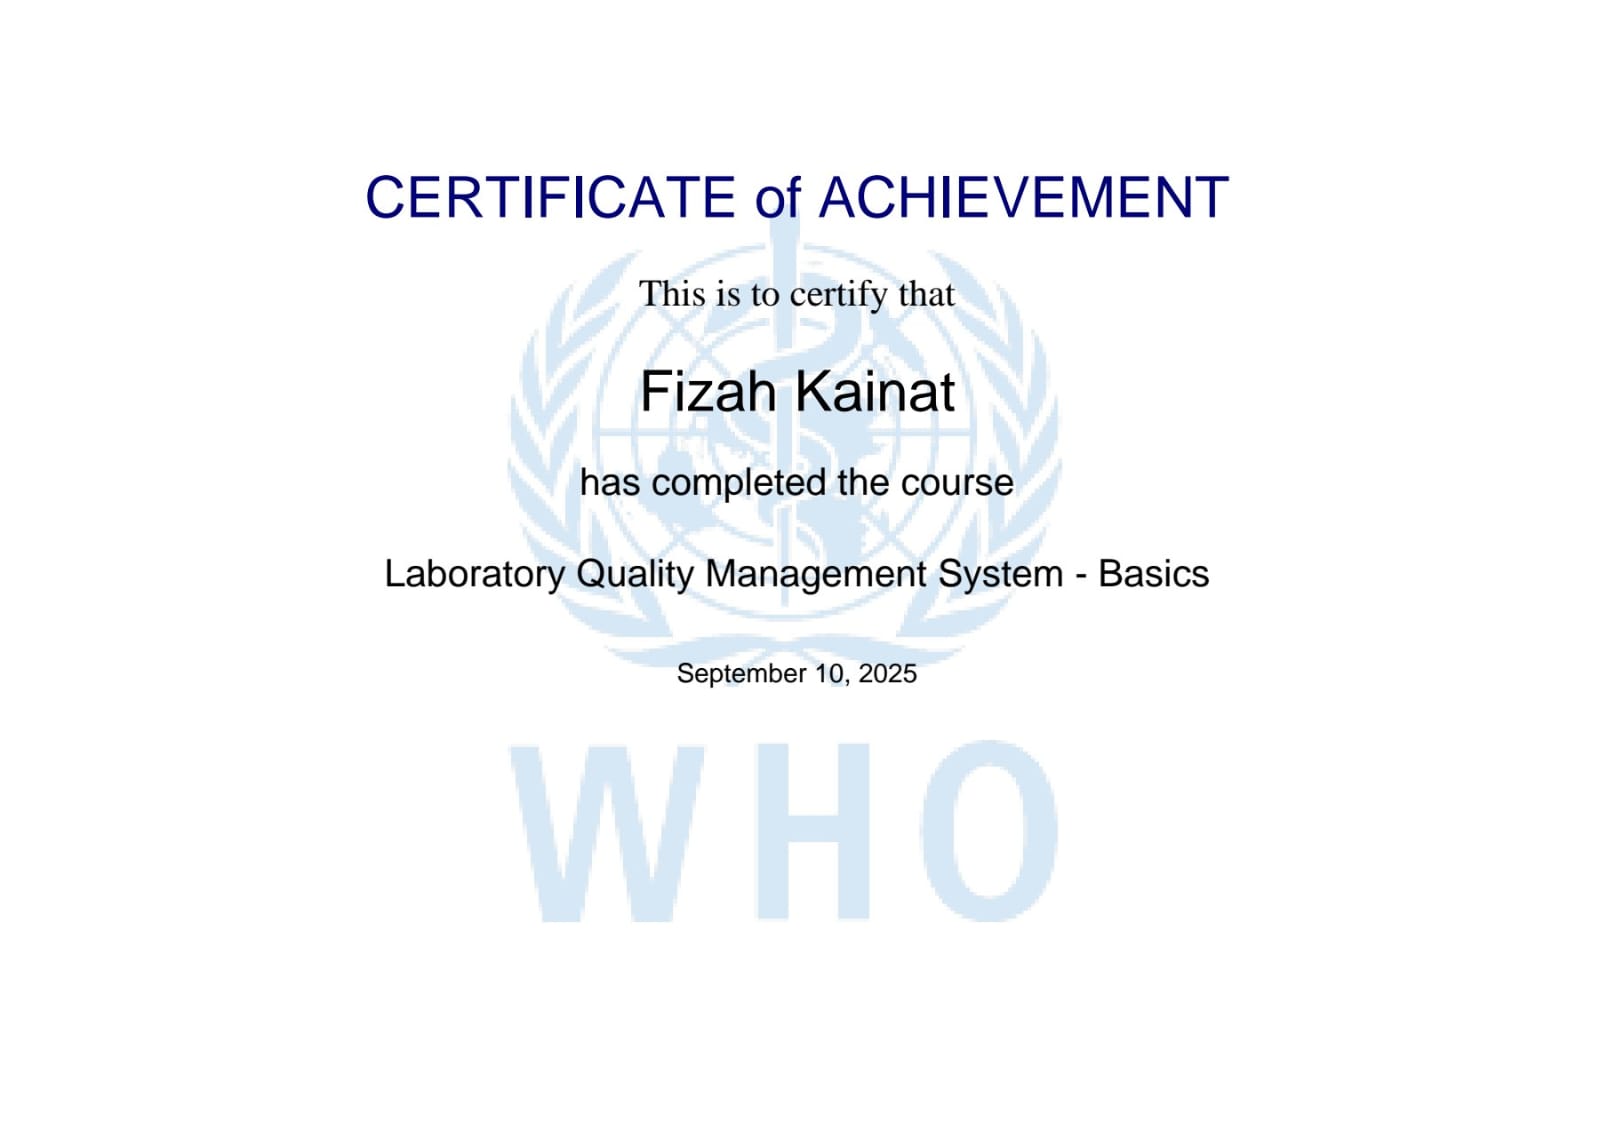 CERTIFICATE of ACHIEVEMENT
This is to certify that
Fizah Kainat
has completed the course
Laboratory Quality Management System - Basics
September 10, 2025
WHO